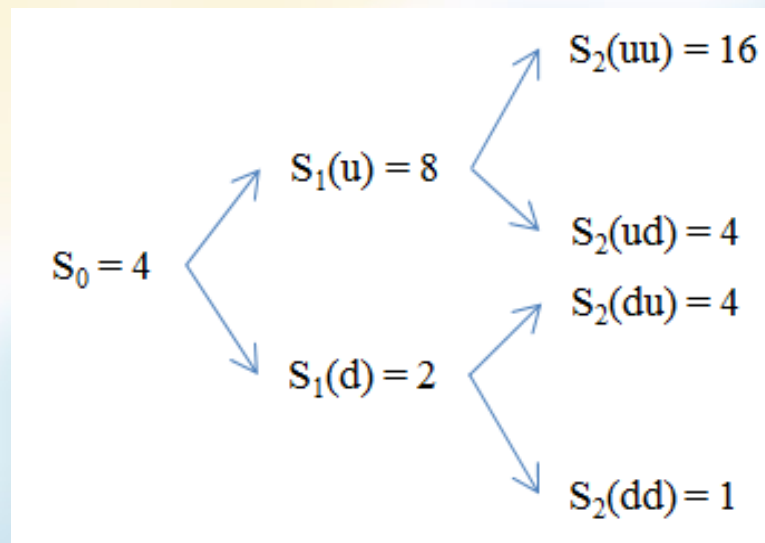 S₂(uu) = 16
S₁(u) = 8
S₂(ud) = 4
S₀ = 4
S₂(du) = 4
S₁(d) = 2
S₂(dd) = 1